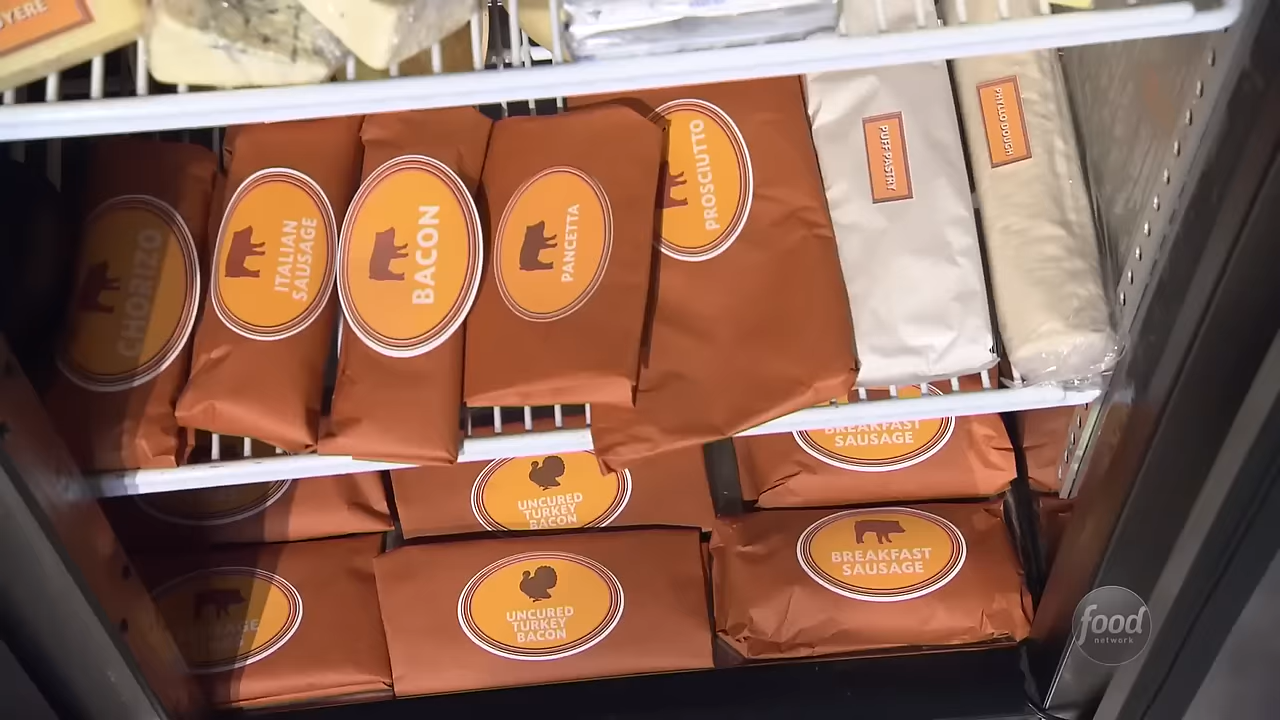 YERE
CHORIZO
ITALIAN
SAUSAGE
BACON
PANCETTA
PROSCIUTTO
PUFF PASTRY
PHYLLO DOUGH
UNCURED
TURKEY
BACON
BREAKFAST
SAUSAGE
UNCURED
TURKEY
BACON
BREAKFAST
SAUSAGE
food
network